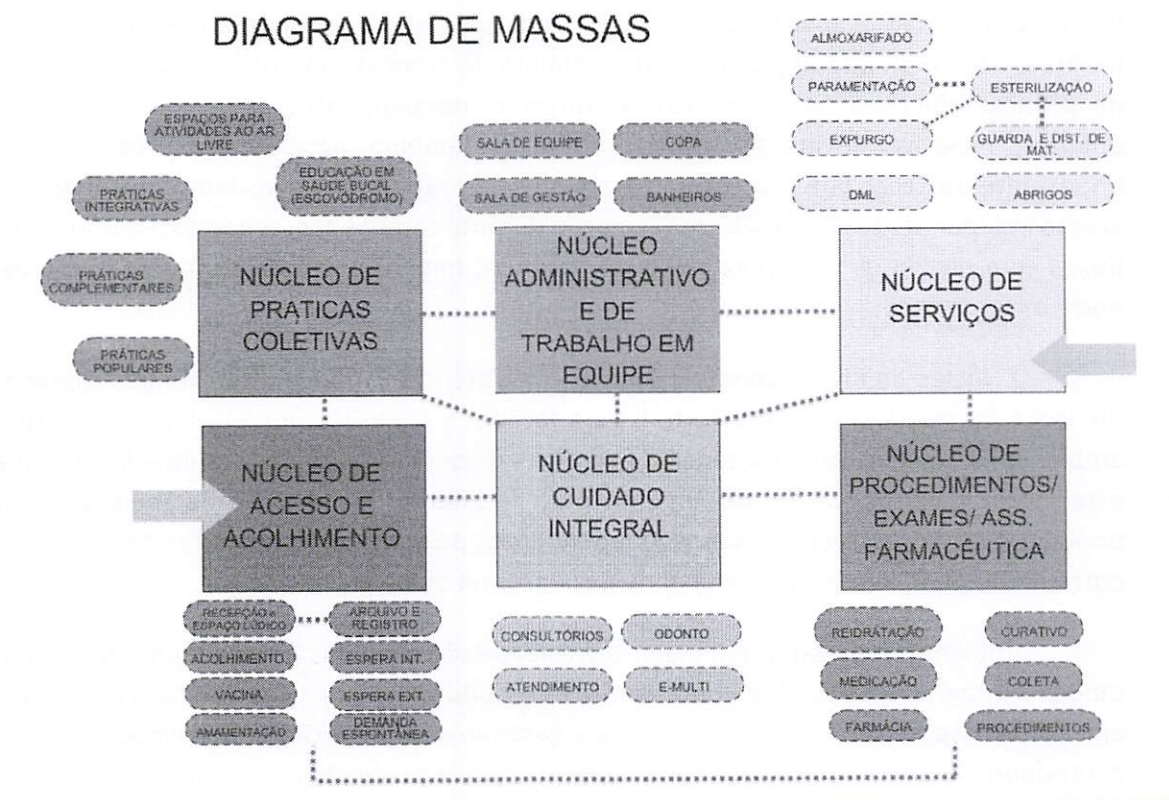 DIAGRAMA DE MASSAS
ALMOXARIFADO
PARAMENTAÇÃO
ESTERILIZAÇÃO
EXPURGO
GUARDA E DIST. DE
MAT.
DML
ABRIGOS
ESPAÇOS PARA
ATIVIDADES AO AR
LIVRE
EDUCAÇÃO EM
SAÚDE BUCAL
(ESCOVÓDROMO)
PRÁTICAS
INTEGRATIVAS
PRÁTICAS
COMPLEMENTARES
PRÁTICAS
POPULARES
SALA DE EQUIPE
COPA
SALA DE GESTÃO
BANHEIROS
NÚCLEO DE
PRÁTICAS
COLETIVAS
NÚCLEO
ADMINISTRATIVO
E DE
TRABALHO EM
EQUIPE
NÚCLEO DE
SERVIÇOS
NÚCLEO DE
ACESSO E
ACOLHIMENTO
NÚCLEO DE
CUIDADO
INTEGRAL
NÚCLEO DE
PROCEDIMENTOS/
EXAMES/ ASS.
FARMACÊUTICA
RECEPÇÃO e
ESPAÇO LÚDICO
ARQUIVO E
REGISTRO
ACOLHIMENTO
ESPERA INT.
VACINA
ESPERA EXT.
AMAMENTAÇÃO
DEMANDA
ESPONTÂNEA
CONSULTÓRIOS
ODONTO
ATENDIMENTO
E-MULTI
REIDRATAÇÃO
CURATIVO
MEDICAÇÃO
COLETA
FARMÁCIA
PROCEDIMENTOS